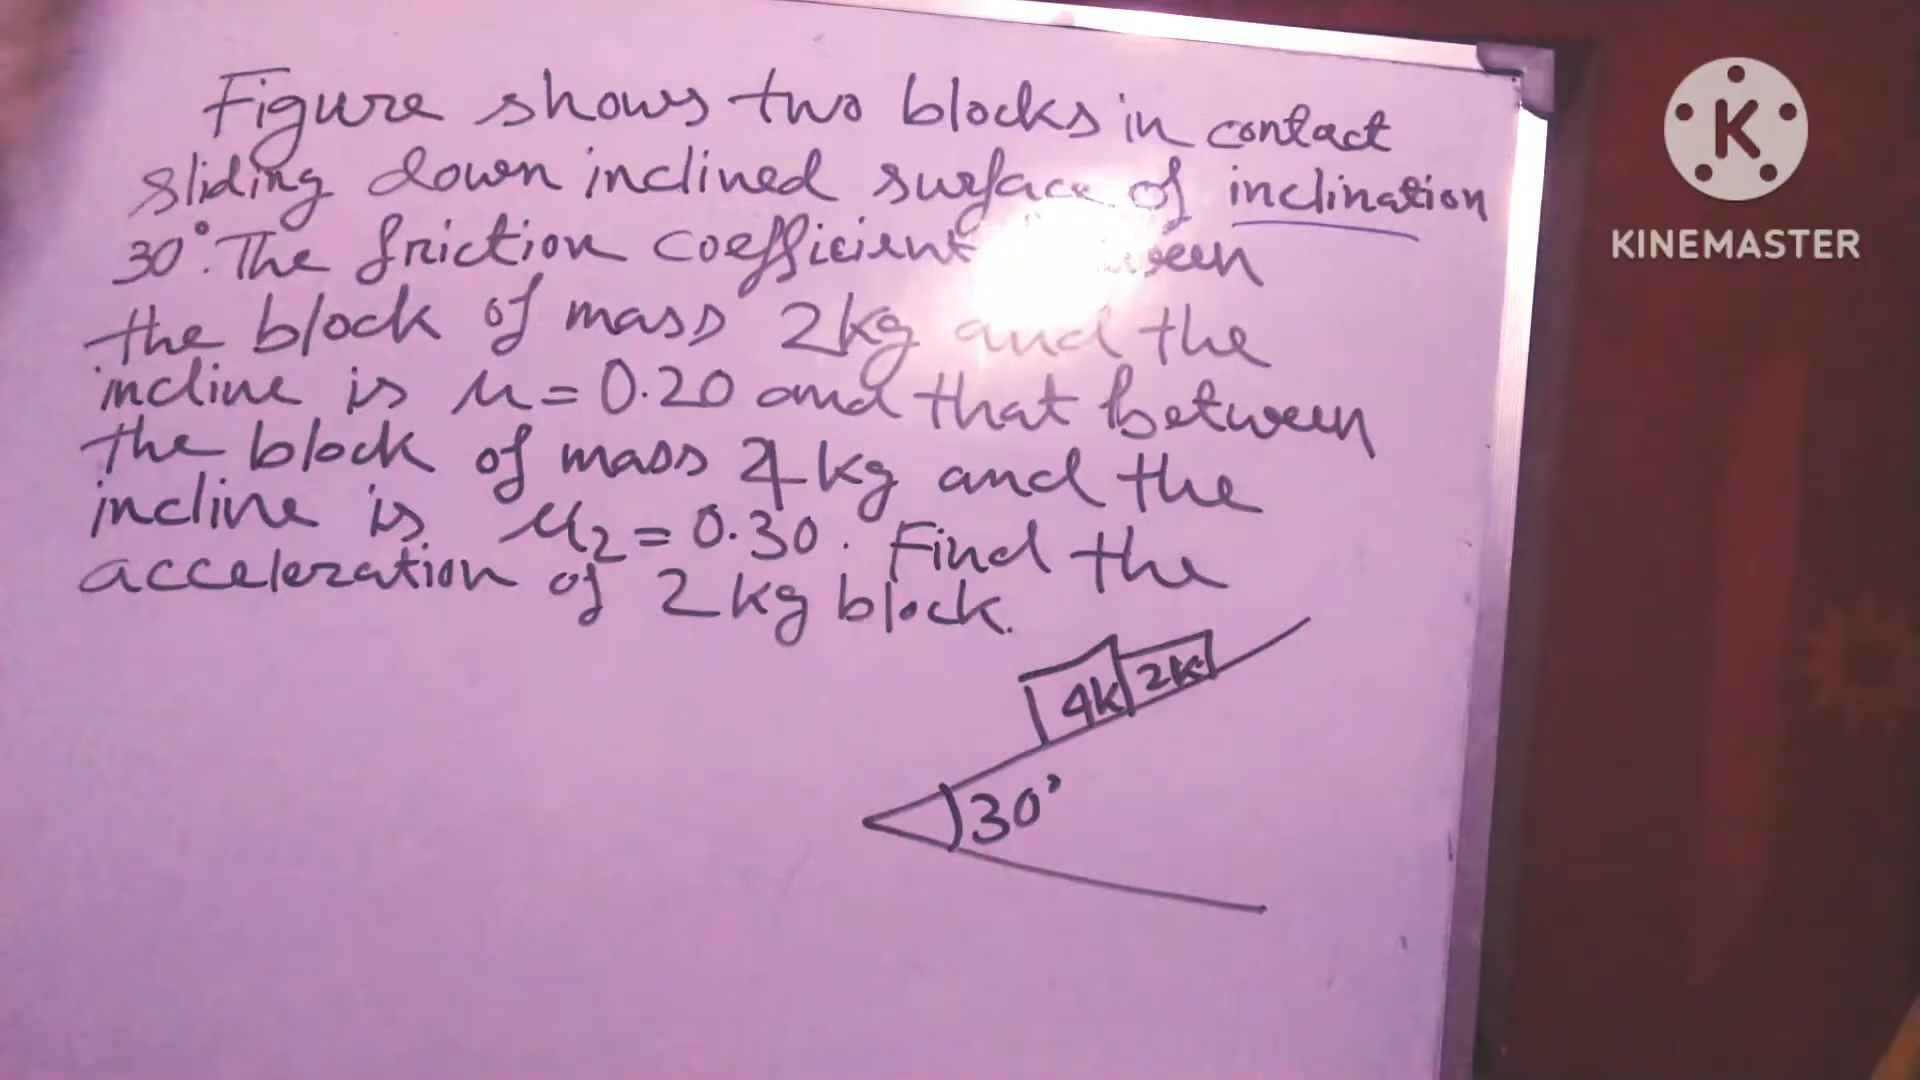 Figure shows two blocks in contact
sliding down inclined surface of inclination
30°. The friction coefficient
the block of mass 2kg and the
incline is μ = 0.20 and that between
the block of mass 4kg and the
incline is μ2 = 0.30. Find the
acceleration of 2kg block.
4K 2K
30°
K
KINEMASTER